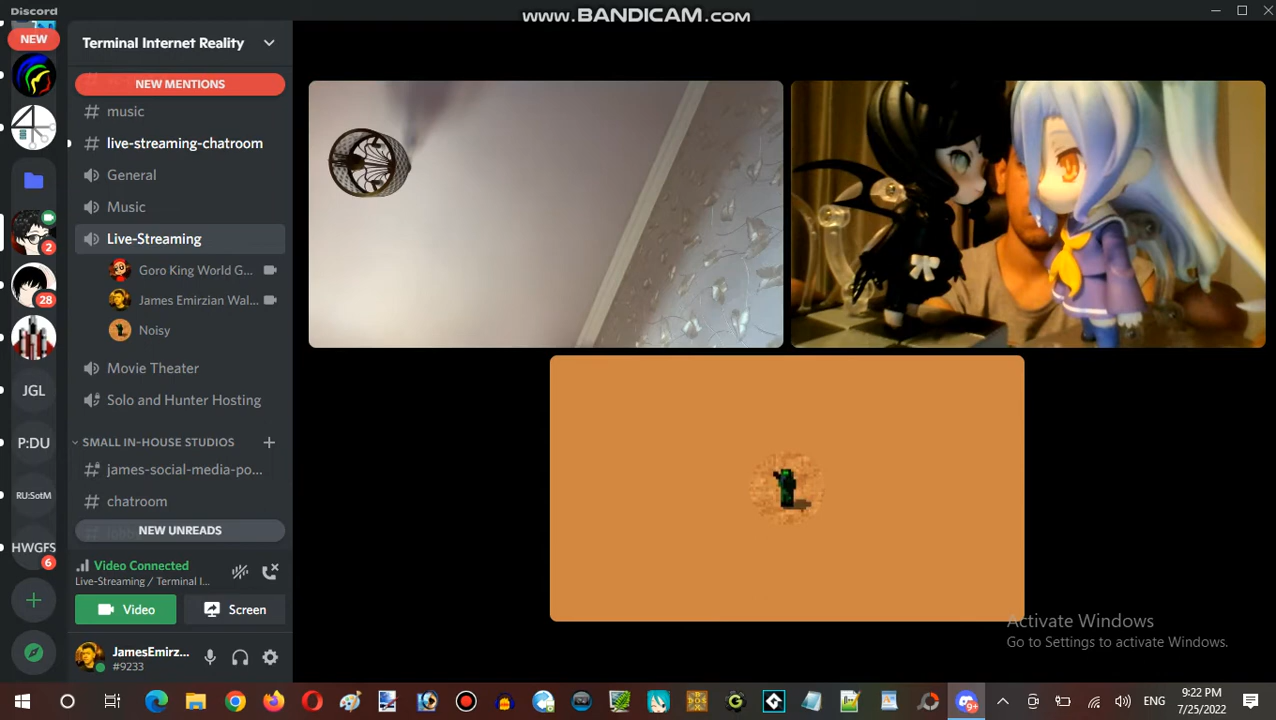 Discord
www.BANDICAM.com
NEW
Terminal Internet Reality
NEW MENTIONS
music
live-streaming-chatroom
General
Music
Live-Streaming
Goro King World G...
James Emirzian Wal...
Noisy
Movie Theater
Solo and Hunter Hosting
SMALL IN-HOUSE STUDIOS
james-social-media-po...
chatroom
NEW UNREADS
2
28
JGL
P:DU
RU:SotM
HWGFS
6
Video Connected
Live-Streaming / Terminal I...
Video
Screen
JamesEmirz...
#9233
Activate Windows
Go to Settings to activate Windows.
9+
ENG
9:22 PM
7/25/2022